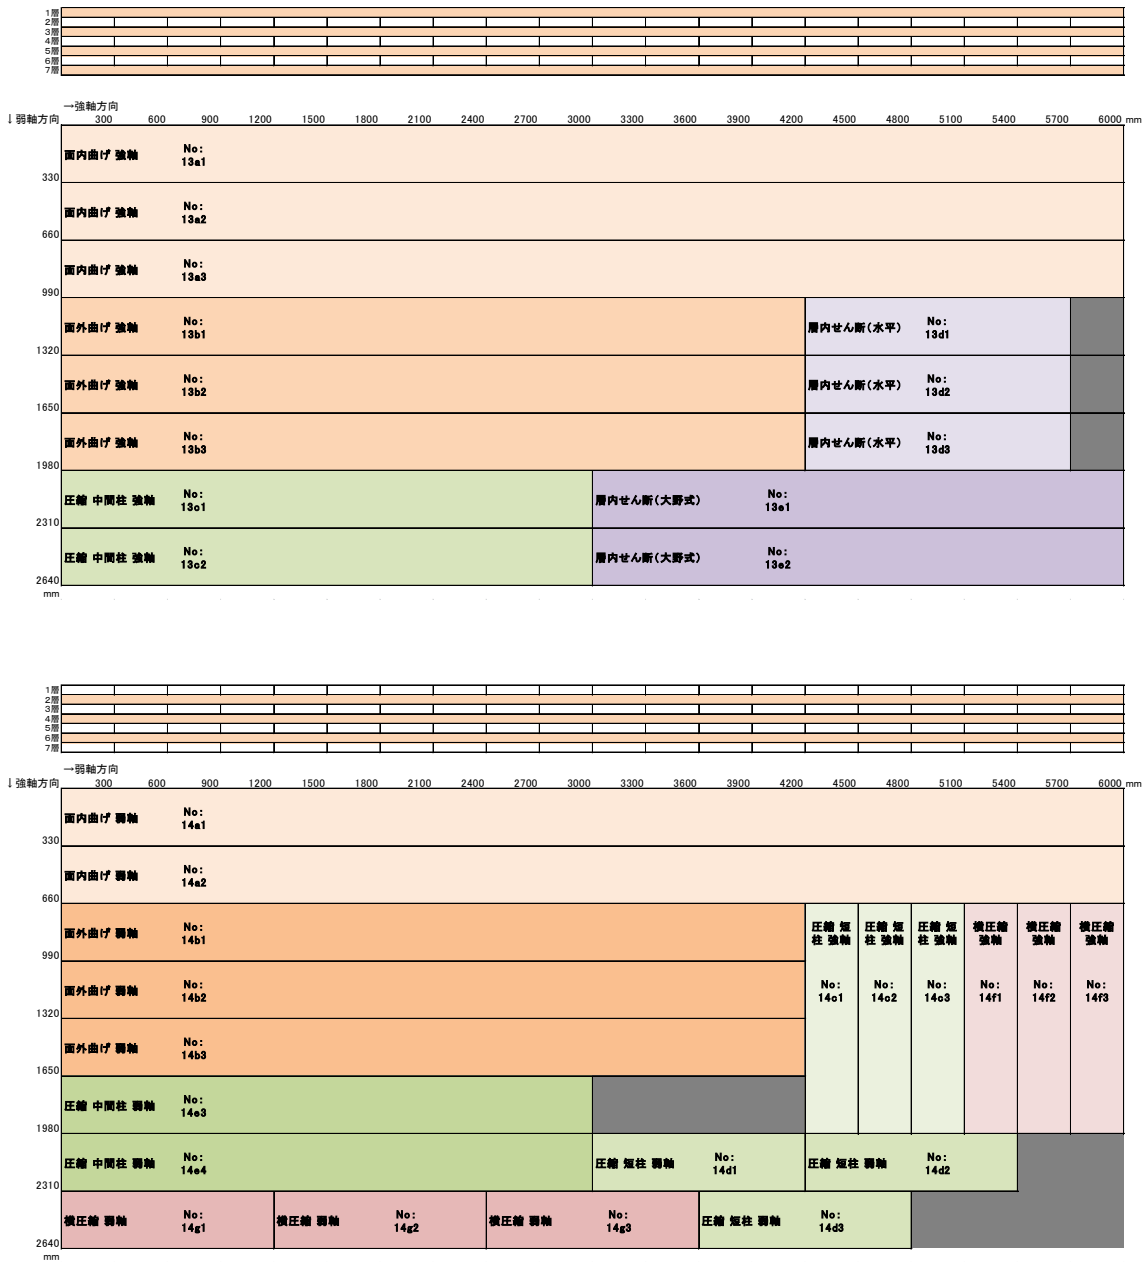 1層
2層
3層
4層
5層
6層
7層
→強軸方向
↓弱軸方向 300 600 900 1200 1500 1800 2100 2400 2700 3000 3300 3600 3900 4200 4500 4800 5100 5400 5700 6000 mm
面内曲げ 強軸 No: 13a1
330
面内曲げ 強軸 No: 13a2
660
面内曲げ 強軸 No: 13a3
990
面外曲げ 強軸 No: 13b1 層内せん断(水平) No: 13d1
1320
面外曲げ 強軸 No: 13b2 層内せん断(水平) No: 13d2
1650
面外曲げ 強軸 No: 13b3 層内せん断(水平) No: 13d3
1980
圧縮 中間柱 強軸 No: 13c1 層内せん断(大野式) No: 13e1
2310
圧縮 中間柱 強軸 No: 13c2 層内せん断(大野式) No: 13e2
2640
mm
1層
2層
3層
4層
5層
6層
7層
→弱軸方向
↓強軸方向 300 600 900 1200 1500 1800 2100 2400 2700 3000 3300 3600 3900 4200 4500 4800 5100 5400 5700 6000 mm
面内曲げ 弱軸 No: 14a1
330
面内曲げ 弱軸 No: 14a2
660
面外曲げ 弱軸 No: 14b1
圧縮 短柱 強軸 No: 14c1
圧縮 短柱 強軸 No: 14c2
圧縮 短柱 強軸 No: 14c3
横圧縮 強軸 No: 14f1
横圧縮 強軸 No: 14f2
横圧縮 強軸 No: 14f3
990
面外曲げ 弱軸 No: 14b2
1320
面外曲げ 弱軸 No: 14b3
1650
圧縮 中間柱 弱軸 No: 14e3
1980
圧縮 中間柱 弱軸 No: 14e4 圧縮 短柱 弱軸 No: 14d1 圧縮 短柱 弱軸 No: 14d2
2310
横圧縮 弱軸 No: 14g1 横圧縮 弱軸 No: 14g2 横圧縮 弱軸 No: 14g3 圧縮 短柱 弱軸 No: 14d3
2640
mm